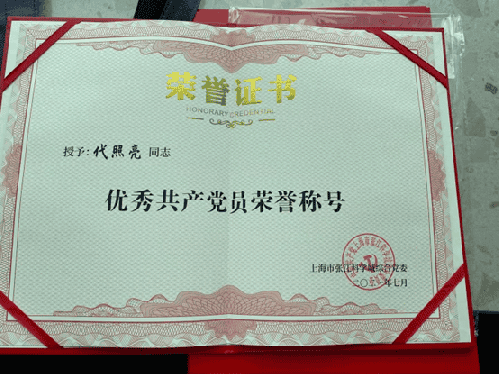 荣誉证书
HONORARY CREDENTIAL
授予:代照亮 同志
优秀共产党员荣誉称号
上海市张江科学城综合党委
年七月